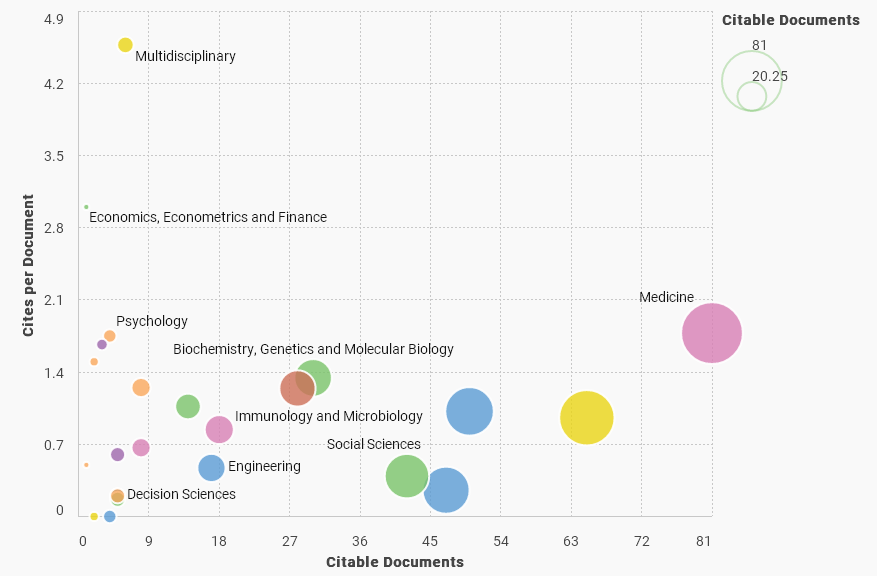 Citable Documents
81
20.25
4.9
4.2
3.5
2.8
2.1
1.4
0.7
0
Cites per Document
Multidisciplinary
Economics, Econometrics and Finance
Medicine
Psychology
Biochemistry, Genetics and Molecular Biology
Immunology and Microbiology
Social Sciences
Engineering
Decision Sciences
0 9 18 27 36 45 54 63 72 81
Citable Documents